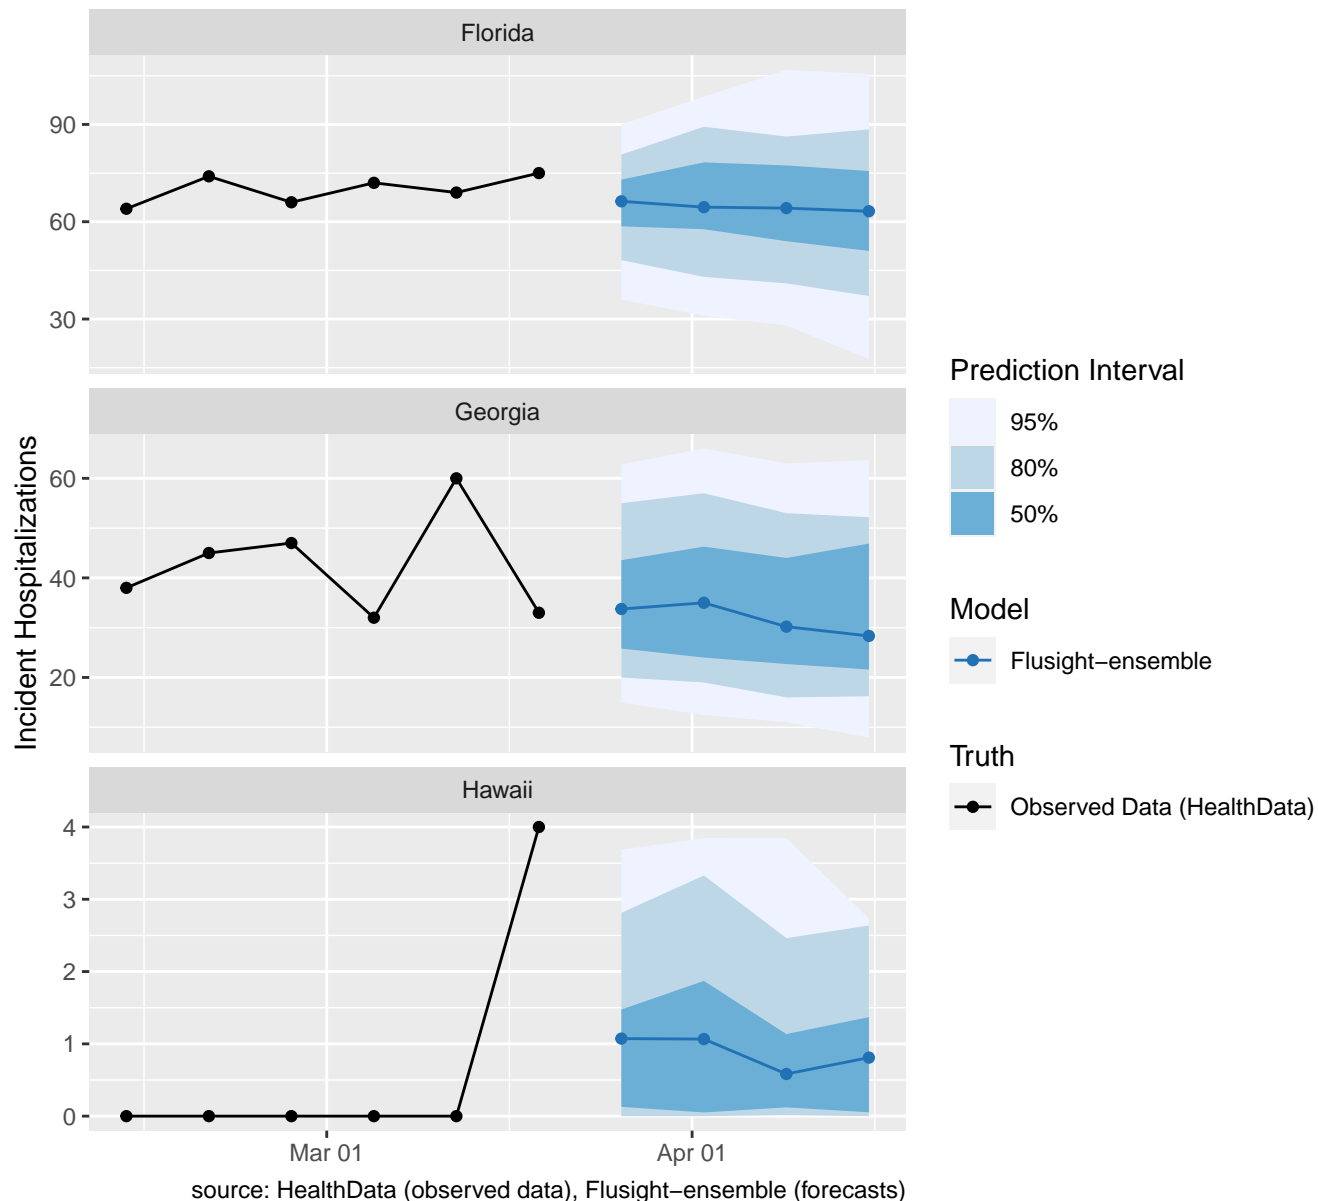 Florida
90
60
30
Georgia
60
40
20
Hawaii
4
3
2
1
0
Mar 01
Apr 01
Incident Hospitalizations
source: HealthData (observed data), Flusight−ensemble (forecasts)
Prediction Interval
95%
80%
50%
Model
Flusight−ensemble
Truth
Observed Data (HealthData)